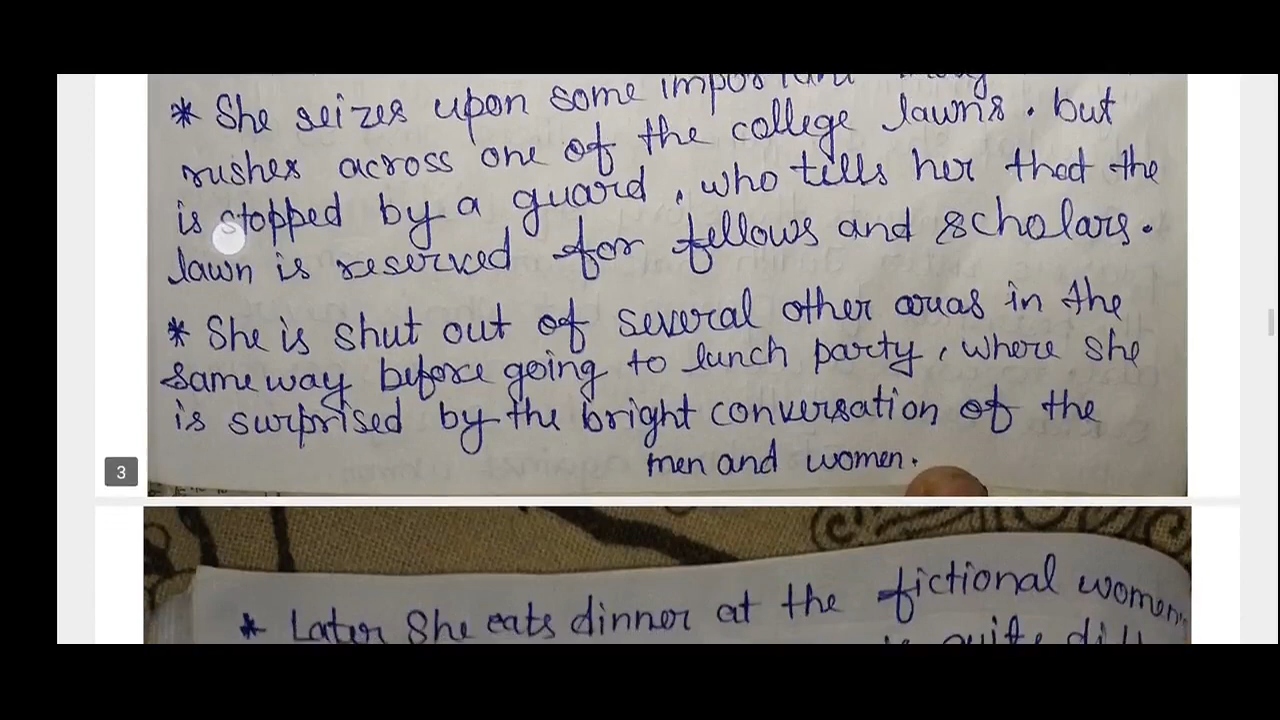 * She seizes upon some important
rushes across one of the college lawns. but
is stopped by a guard, who tells her that the
lawn is reserved for fellows and scholars.
* She is shut out of several other areas in the
same way before going to lunch party, where she
is surprised by the bright conversation of the
men and women.
3
* Later She eats dinner at the fictional women
is quite